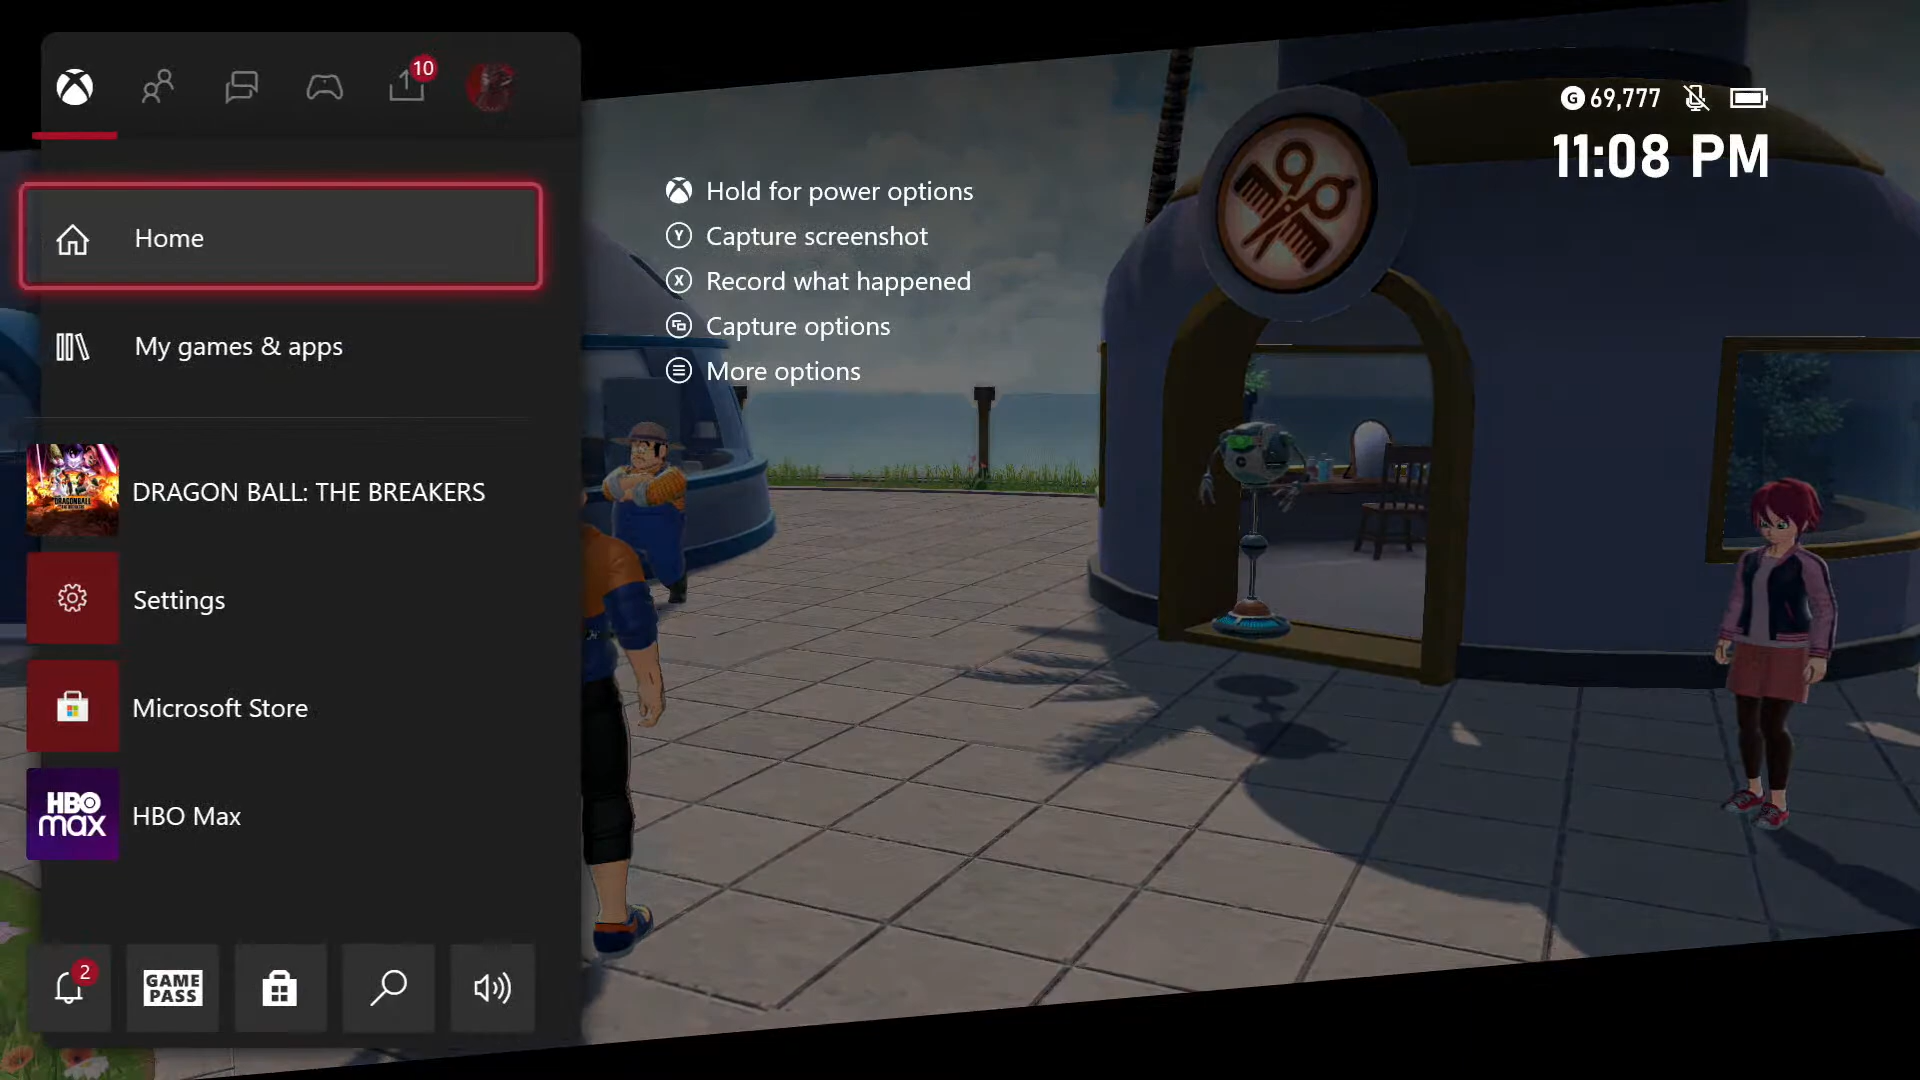 10
G 69,777
11:08 PM
Home
My games & apps
Hold for power options
Y Capture screenshot
X Record what happened
Capture options
More options
DRAGON BALL: THE BREAKERS
Settings
Microsoft Store
HBO
max
HBO Max
2
GAME
PASS